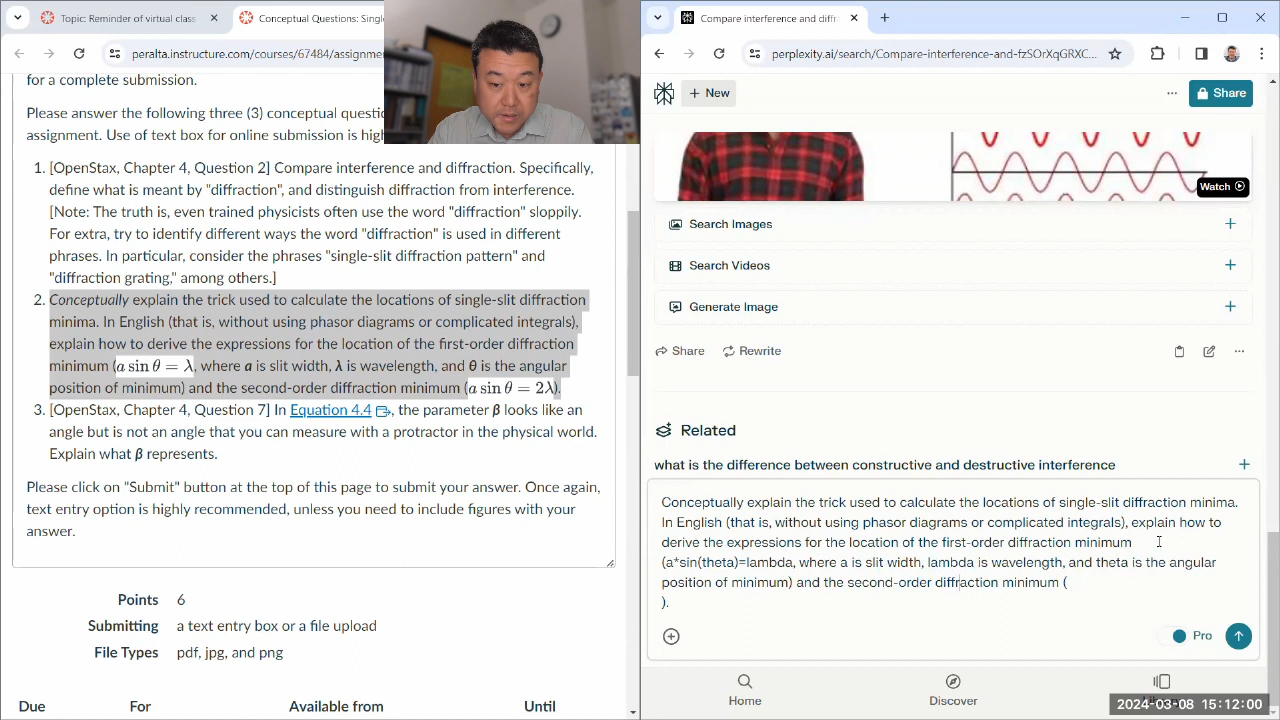 Topic: Reminder of virtual class
Conceptual Questions: Singl
peralta.instructure.com/courses/67484/assignme
for a complete submission.
Please answer the following three (3) conceptual questi
assignment. Use of text box for online submission is high
1. [OpenStax, Chapter 4, Question 2] Compare interference and diffraction. Specifically,
define what is meant by "diffraction", and distinguish diffraction from interference.
[Note: The truth is, even trained physicists often use the word "diffraction" sloppily.
For extra, try to identify different ways the word "diffraction" is used in different
phrases. In particular, consider the phrases "single-slit diffraction pattern" and
"diffraction grating," among others.]
2. Conceptually explain the trick used to calculate the locations of single-slit diffraction
minima. In English (that is, without using phasor diagrams or complicated integrals),
explain how to derive the expressions for the location of the first-order diffraction
minimum (a sin θ = λ, where a is slit width, λ is wavelength, and θ is the angular
position of minimum) and the second-order diffraction minimum (a sin θ = 2λ).
3. [OpenStax, Chapter 4, Question 7] In Equation 4.4, the parameter β looks like an
angle but is not an angle that you can measure with a protractor in the physical world.
Explain what β represents.
Please click on "Submit" button at the top of this page to submit your answer. Once again,
text entry option is highly recommended, unless you need to include figures with your
answer.
Points 6
Submitting a text entry box or a file upload
File Types pdf, jpg, and png
Due For Available from Until
Compare interference and diffr
perplexity.ai/search/Compare-interference-and-fzSOrXqGRXC...
+ New
Share
Watch
Search Images
Search Videos
Generate Image
Share Rewrite
Related
what is the difference between constructive and destructive interference
Conceptually explain the trick used to calculate the locations of single-slit diffraction minima.
In English (that is, without using phasor diagrams or complicated integrals), explain how to
derive the expressions for the location of the first-order diffraction minimum
(a*sin(theta)=lambda, where a is slit width, lambda is wavelength, and theta is the angular
position of minimum) and the second-order diffraction minimum (
).
Pro
Home Discover
2024-03-08 15:12:00